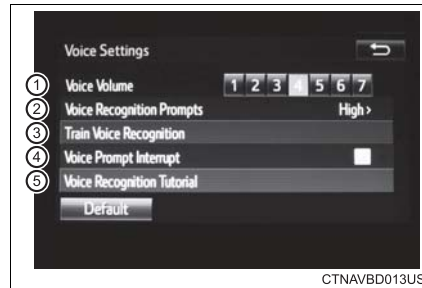 Voice Settings
1 Voice Volume 1 2 3 4 5 6 7
2 Voice Recognition Prompts High >
3 Train Voice Recognition
4 Voice Prompt Interrupt
5 Voice Recognition Tutorial
Default
CTNAVBD013US